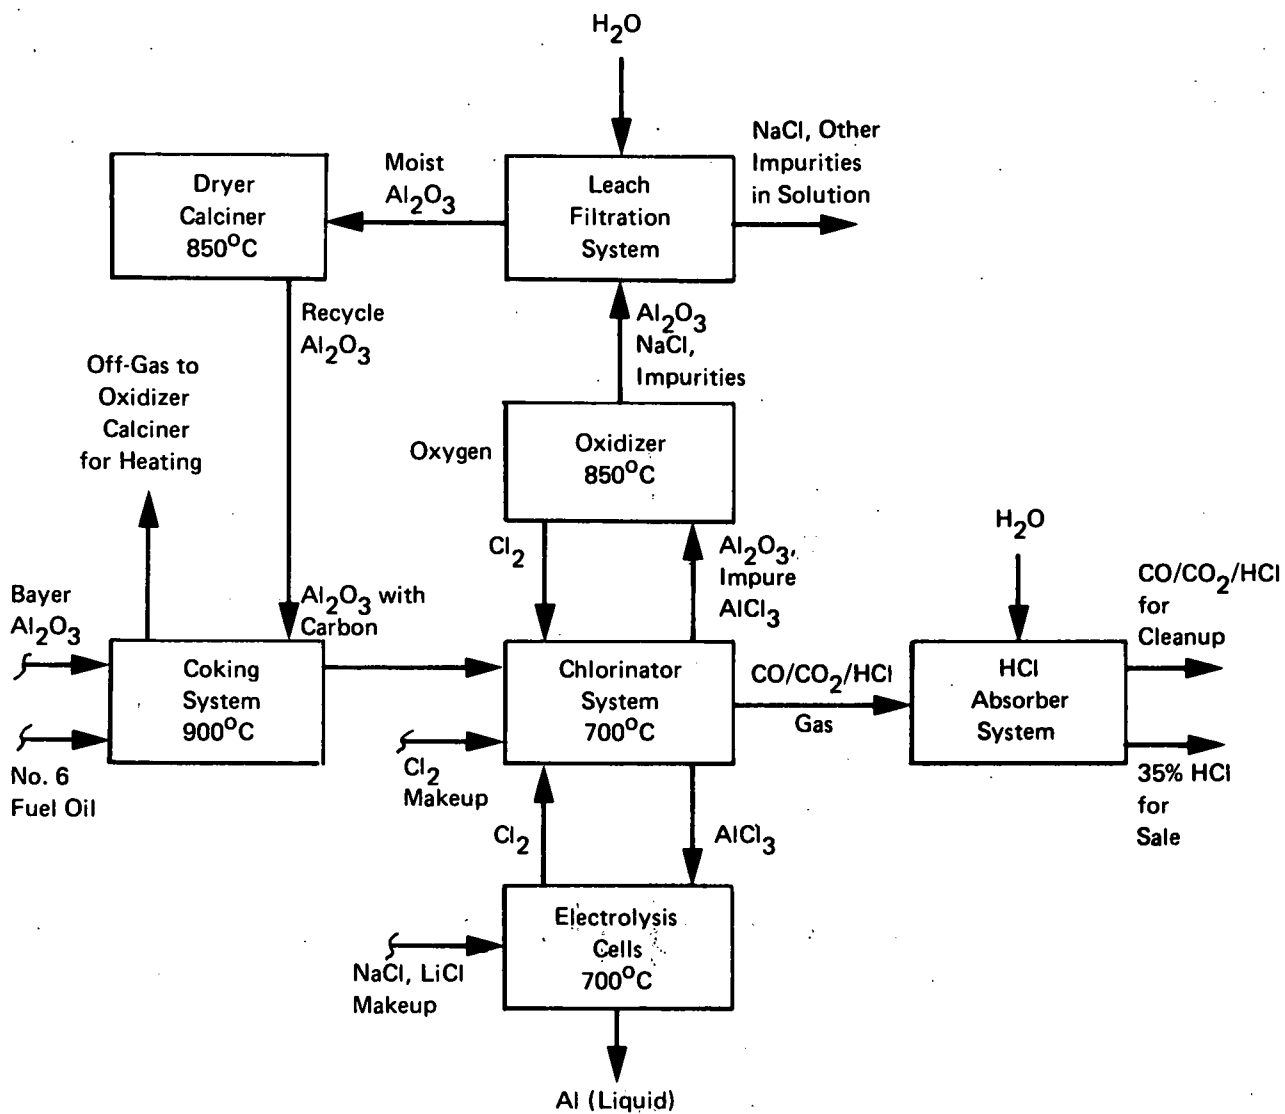 H₂O
NaCl, Other
Impurities
in Solution
Moist
Al₂O₃
Dryer
Calciner
850°C
Leach
Filtration
System
Recycle
Al₂O₃
Al₂O₃
NaCl,
Impurities
Off-Gas to
Oxidizer
Calciner
for Heating
Oxygen
Oxidizer
850°C
Cl₂
Al₂O₃,
Impure
AlCl₃
H₂O
CO/CO₂/HCl
for
Cleanup
Bayer
Al₂O₃
Al₂O₃ with
Carbon
Coking
System
900°C
Chlorinator
System
700°C
CO/CO₂/HCl
Gas
HCl
Absorber
System
No. 6
Fuel Oil
Cl₂
Makeup
35% HCl
for
Sale
Cl₂
AlCl₃
Electrolysis
Cells
700°C
NaCl, LiCl
Makeup
Al (Liquid)